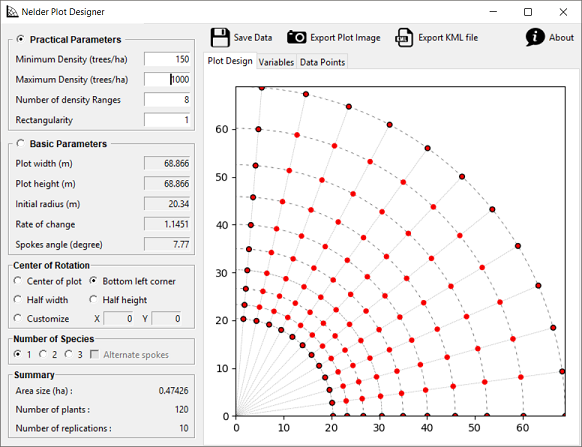 Nelder Plot Designer
Practical Parameters
Minimum Density (trees/ha) 150
Maximum Density (trees/ha) 1000
Number of density Ranges 8
Rectangularity 1
Basic Parameters
Plot width (m) 68.866
Plot height (m) 68.866
Initial rųdius (m) 20.34
Rate of change 1.1451
Spokes angle (degree) 7.77
Center of Rotation
Center of plot Bottom left corner
Half width Half height
Customize X 0 Y 0
Number of Species
1 2 3 Alternate spokes
Summary
Area size (ha) : 0.47426
Number of plants : 120
Number of replications : 10
Save Data Export Plot Image Export KML file About
Plot Design Variables Data Points
60
50
40
30
20
10
0
0 10 20 30 40 50 60